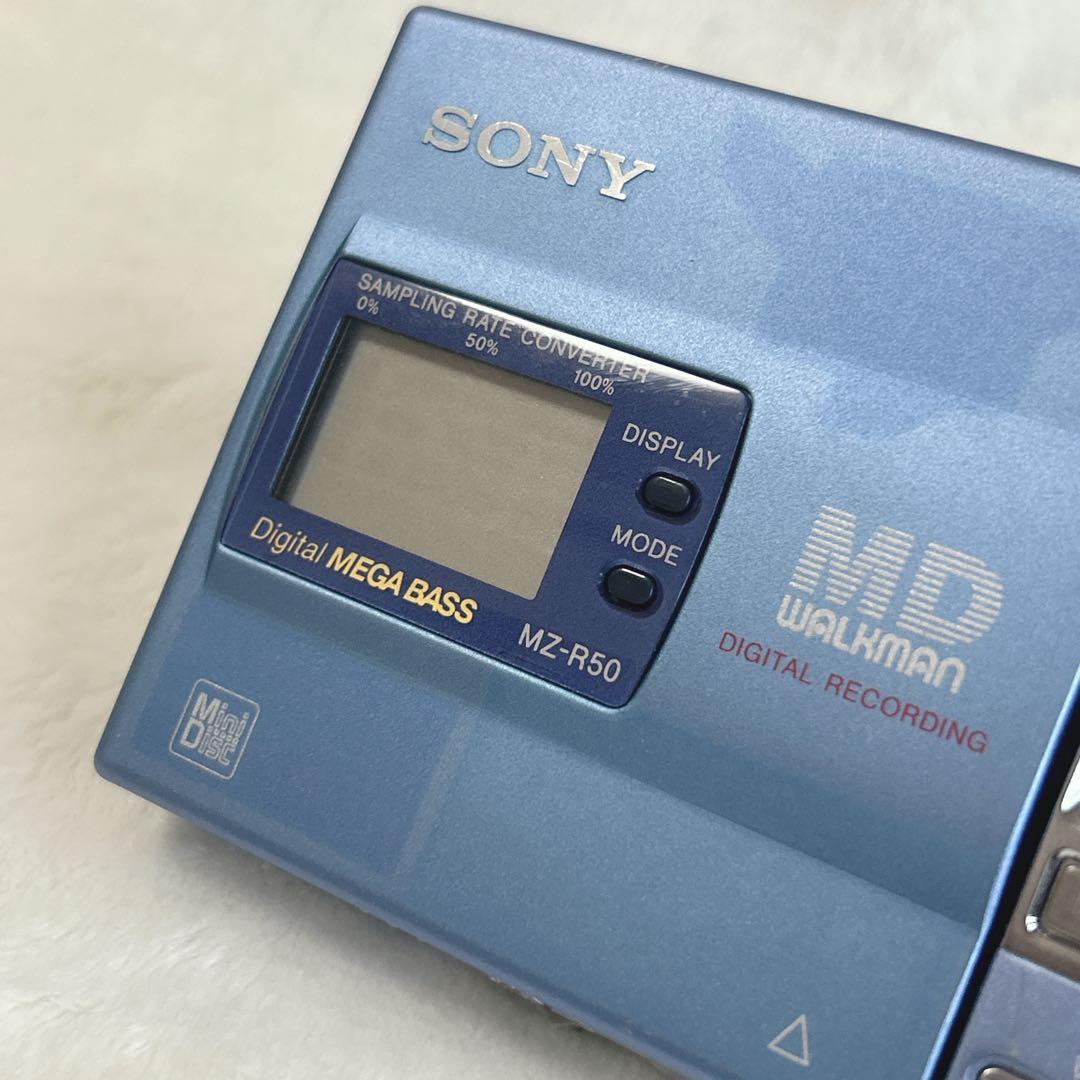 SONY
SAMPLING RATE CONVERTER
0% 50% 100%
DISPLAY
MODE
Digital MEGA BASS
MZ-R50
MD
WALKMAN
DIGITAL RECORDING
Mini
Disc